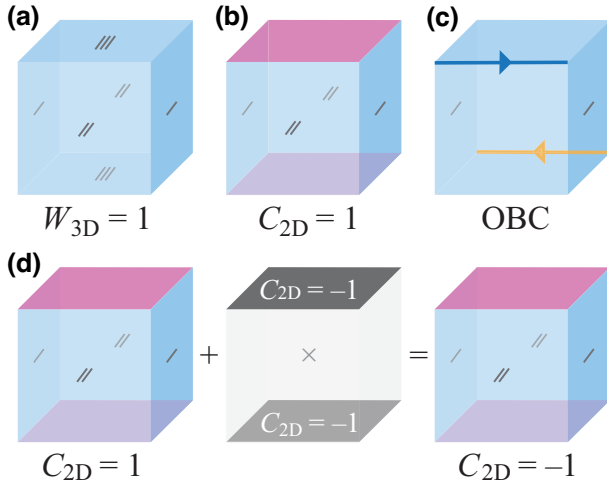 (a)
(b)
(c)
W3D = 1
C2D = 1
OBC
(d)
C2D = –1
+
×
=
C2D = –1
C2D = 1
C2D = –1